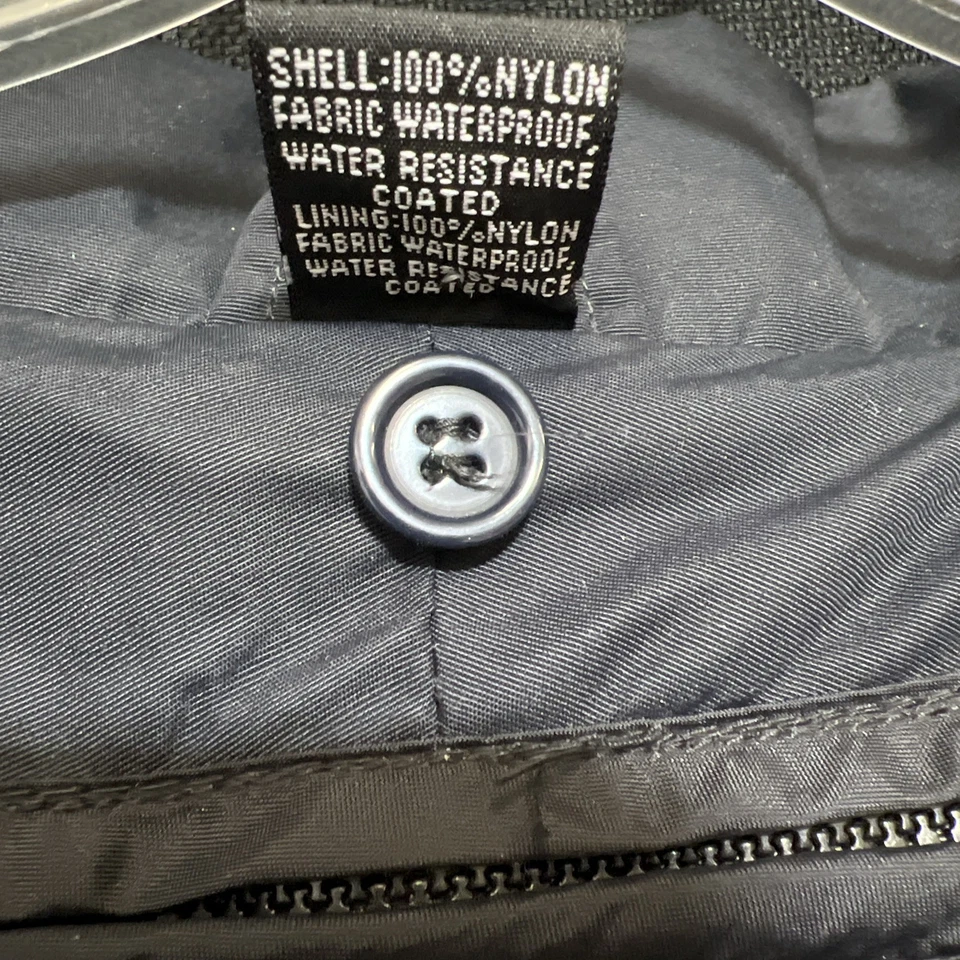 SHELL:100%NYLON
FABRIC WATERPROOF,
WATER RESISTANCE
COATED
LINING:100%NYLON
FABRIC WATERPROOF,
WATER RESISTANCE
COATED